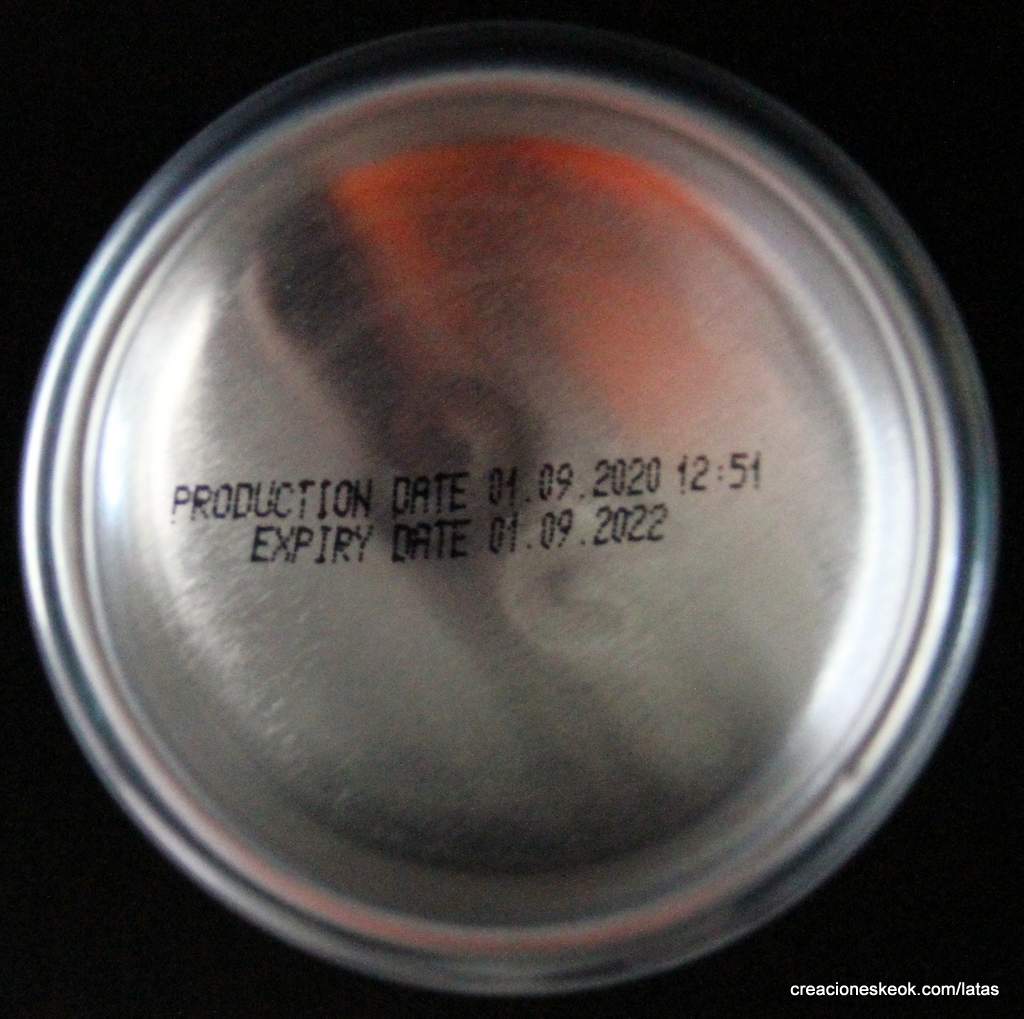 PRODUCTION DATE 01.09.2020 12:51
EXPIRY DATE 01.09.2022
creacioneskeok.com/latas